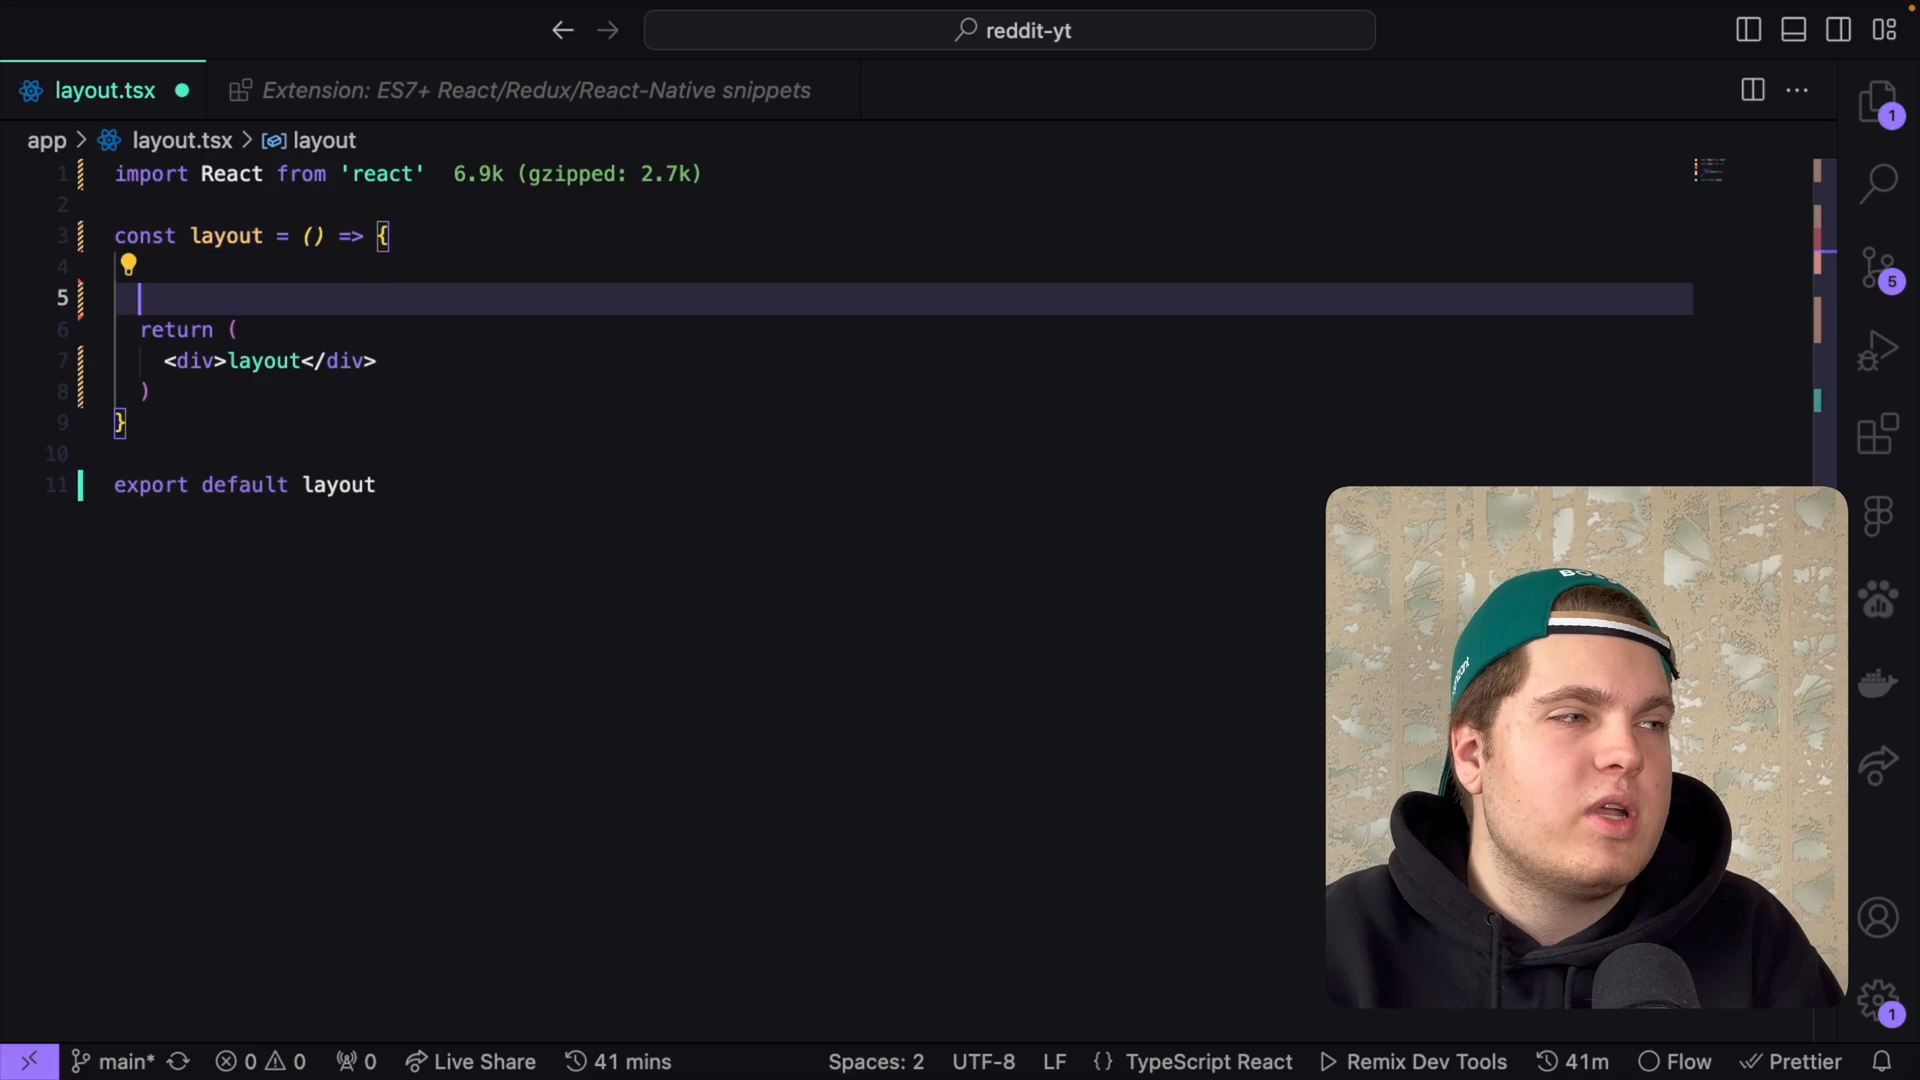 reddit-yt
layout.tsx
Extension: ES7+ React/Redux/React-Native snippets
app > layout.tsx > layout
1
1 import React from 'react' 6.9k (gzipped: 2.7k)
2
3 const layout = () => {
4
5
5
6 return (
7 <div>layout</div>
8 )
9 }
10
11 export default layout
1
main* 0 0 0 Live Share 41 mins Spaces: 2 UTF-8 LF {} TypeScript React Remix Dev Tools 41m Flow Prettier